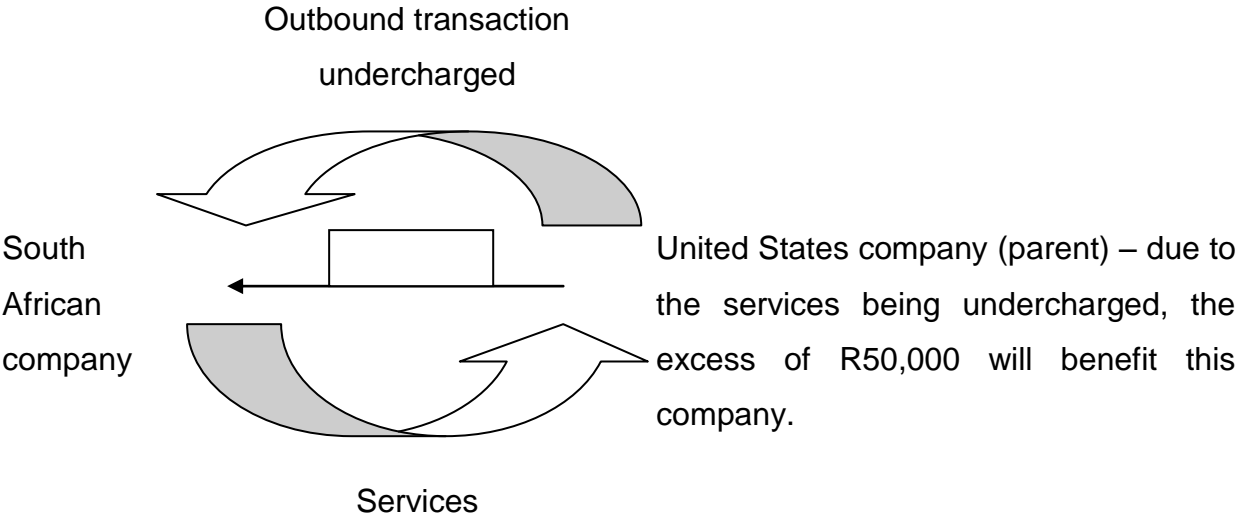 Outbound transaction
undercharged
South
African
company
United States company (parent) – due to
the services being undercharged, the
excess of R50,000 will benefit this
company.
Services